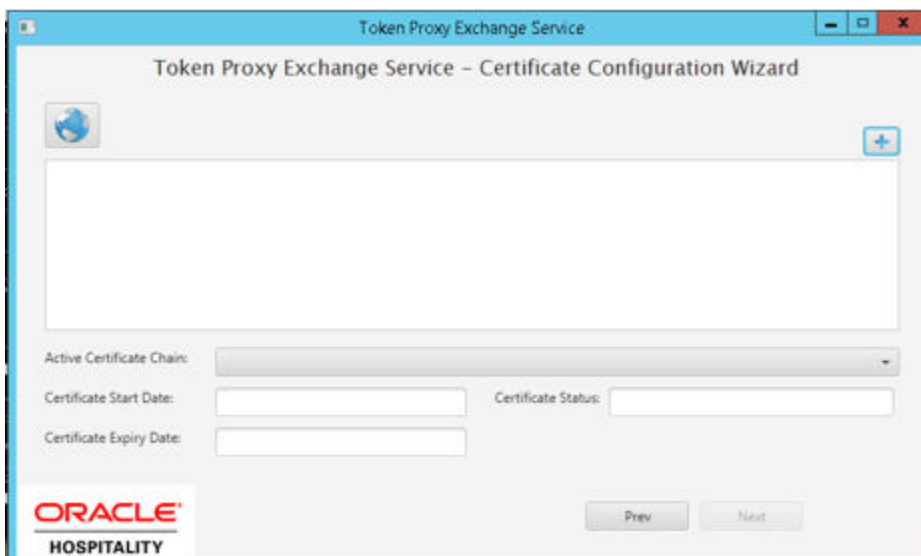 Token Proxy Exchange Service
Token Proxy Exchange Service – Certificate Configuration Wizard
Active Certificate Chain:
Certificate Start Date:
Certificate Status:
Certificate Expiry Date:
Prev
Next
ORACLE®
HOSPITALITY